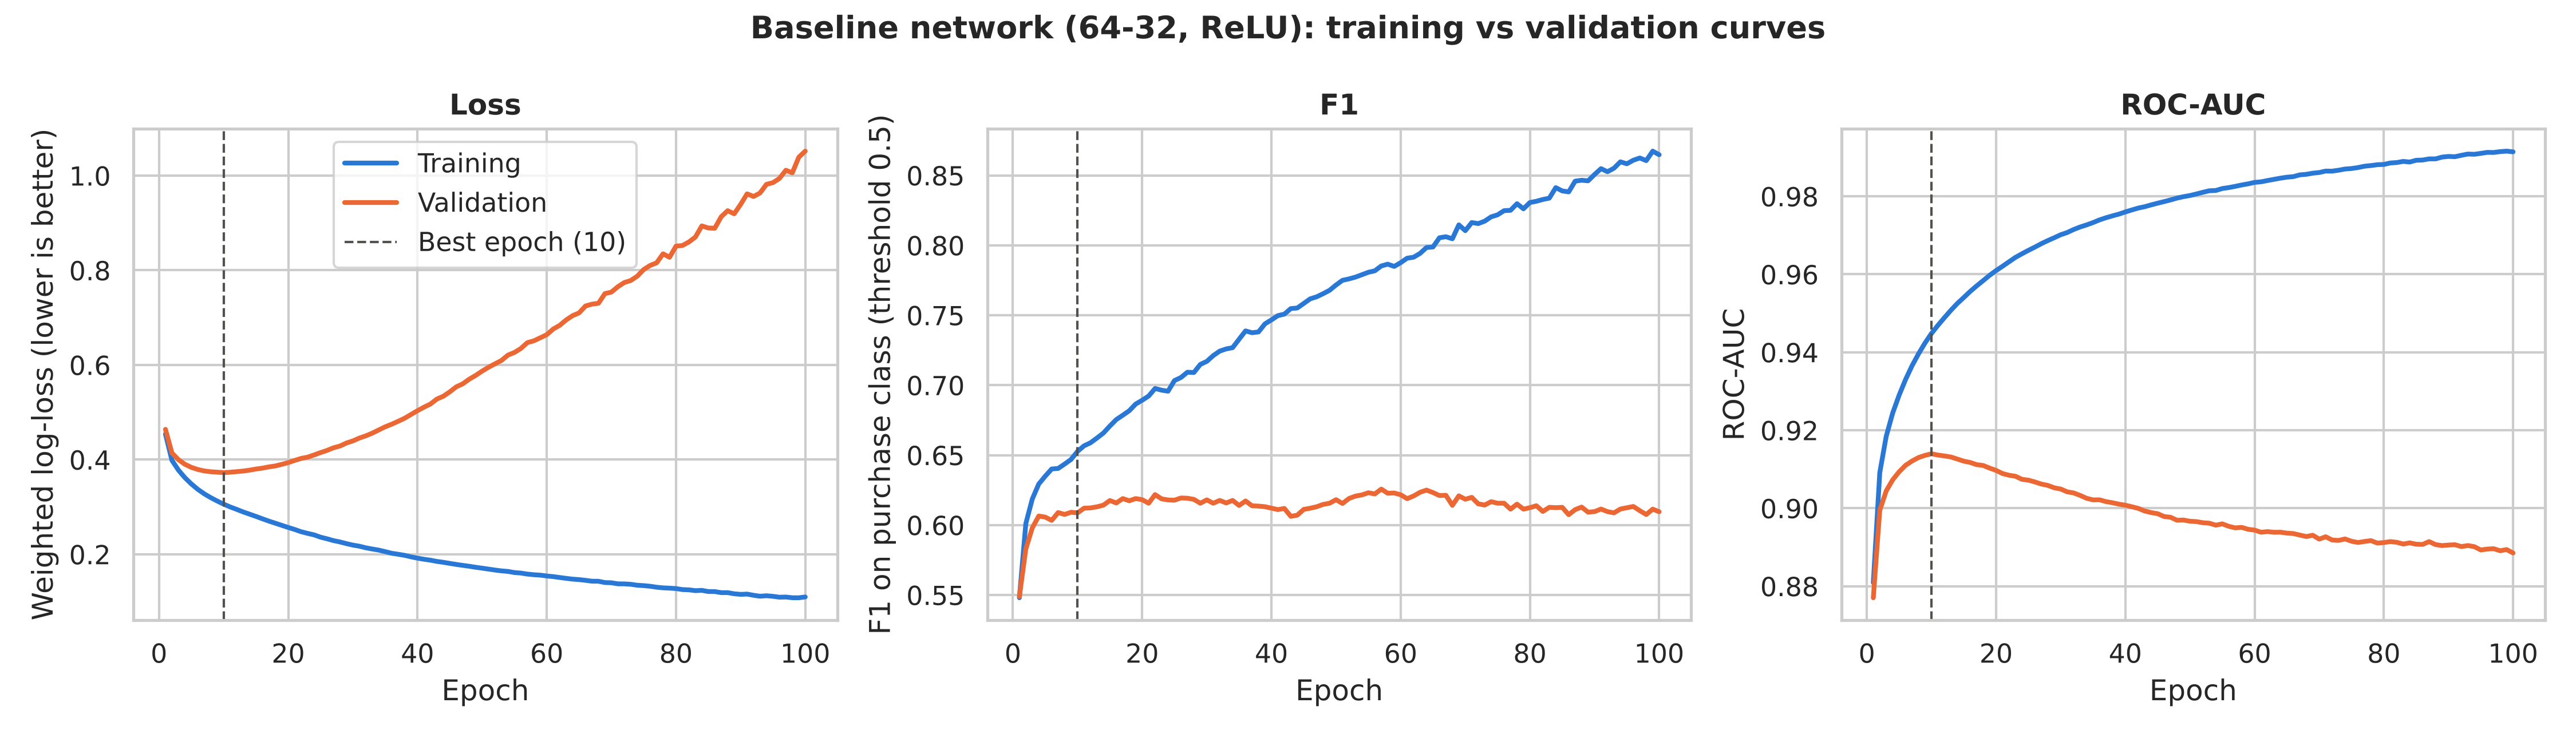 Baseline network (64-32, ReLU): training vs validation curves
Loss
Weighted log-loss (lower is better)
1.0
0.8
0.6
0.4
0.2
Training
Validation
Best epoch (10)
0 20 40 60 80 100
Epoch
F1
F1 on purchase class (threshold 0.5)
0.85
0.80
0.75
0.70
0.65
0.60
0.55
0 20 40 60 80 100
Epoch
ROC-AUC
ROC-AUC
0.98
0.96
0.94
0.92
0.90
0.88
0 20 40 60 80 100
Epoch